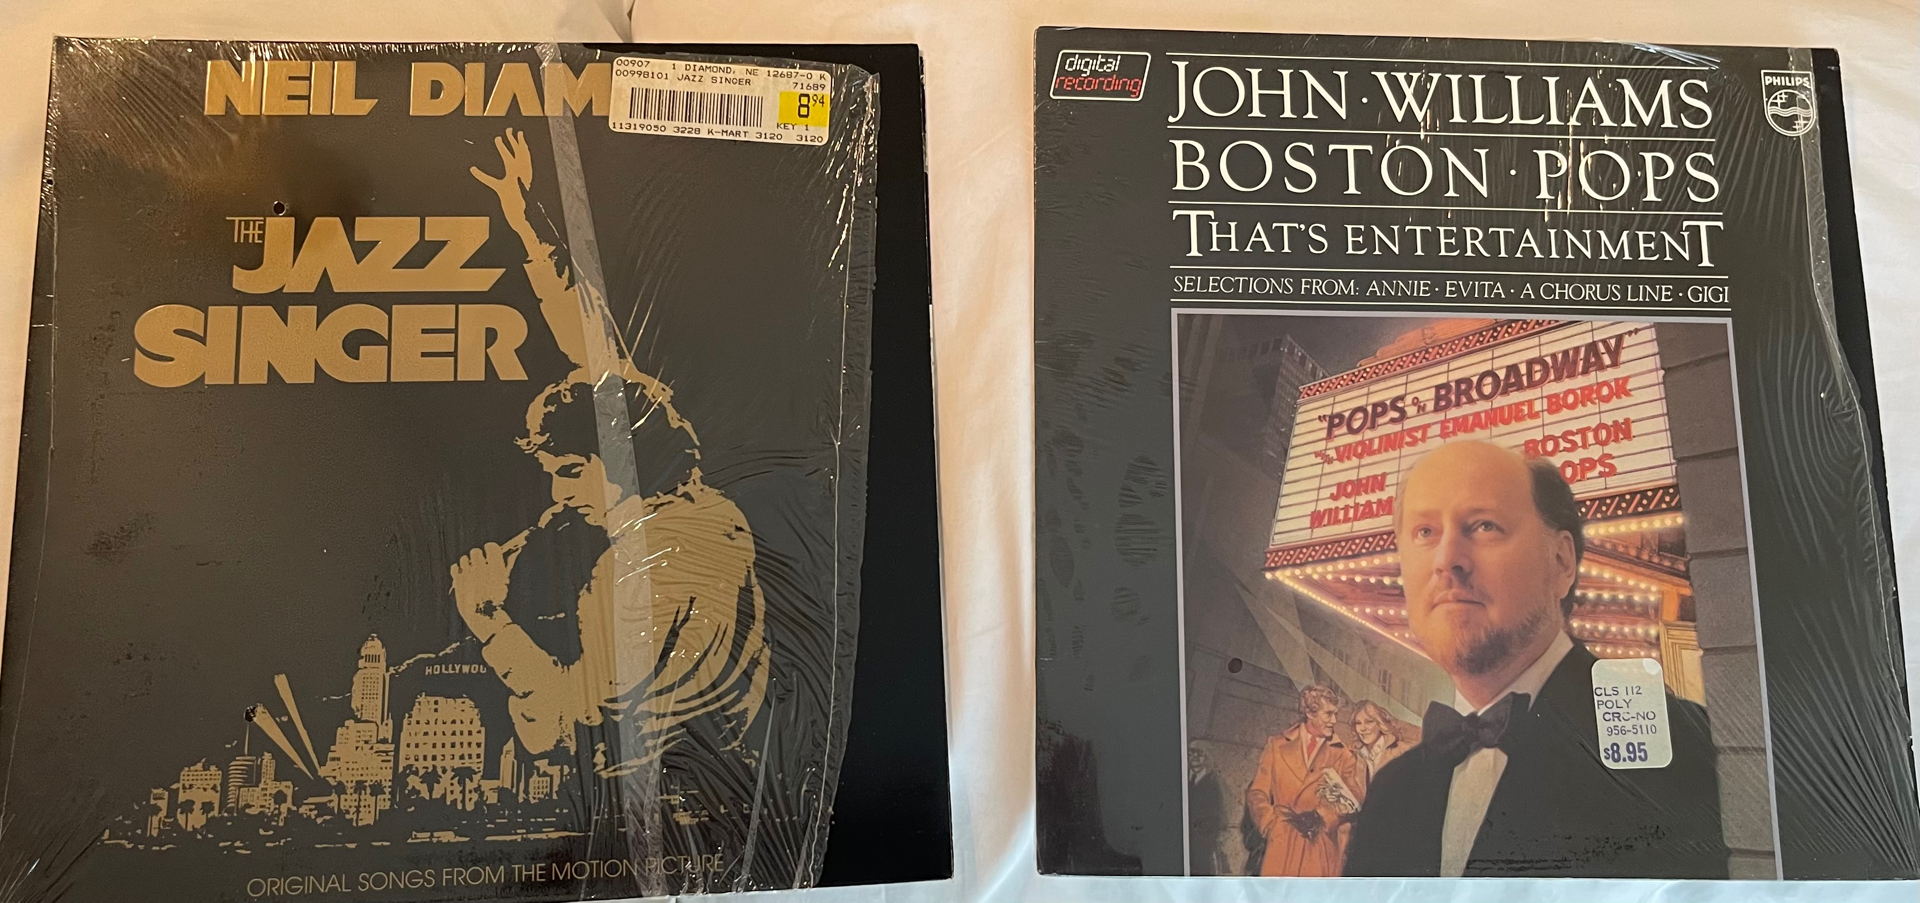 NEIL DIAM
00907 1 DIAMOND, NE 12687-0 K
00998101 JAZZ SINGER 71689
8 94
KEY 1
11319050 3228 K-MART 3120 3120
THE JAZZ
SINGER
HOLLYWOO
ORIGINAL SONGS FROM THE MOTION PICTURE
digital
recording
JOHN · WILLIAMS
BOSTON · POPS
THAT'S ENTERTAINMENT
SELECTIONS FROM: ANNIE · EVITA · A CHORUS LINE · GIGI
PHILIPS
"POPS ON BROADWAY"
VIOLINIST EMANUEL BOROK
BOSTON
OPS
JOHN
WILLIAM
CLS 112
POLY
CRC-NO
956-5110
$8.95